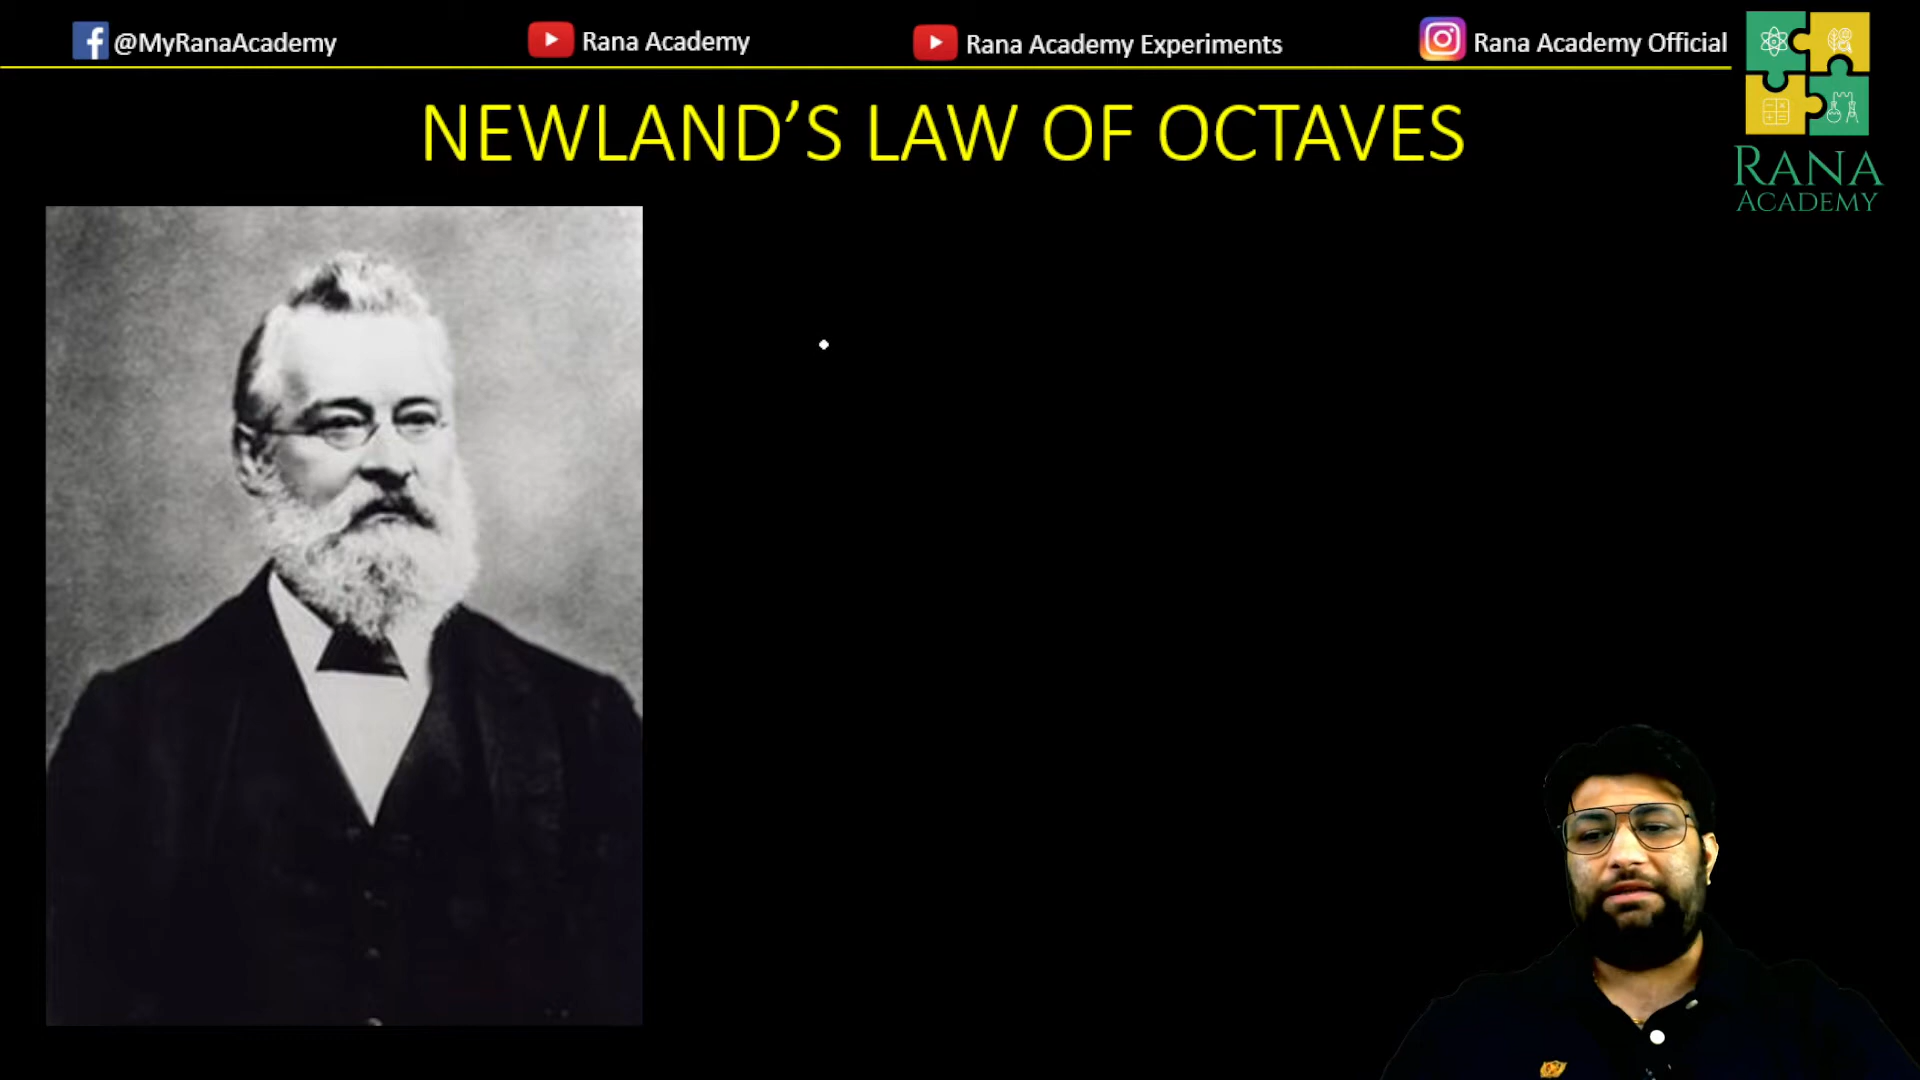 @MyRanaAcademy
Rana Academy
Rana Academy Experiments
Rana Academy Official
NEWLAND’S LAW OF OCTAVES
RANA
ACADEMY